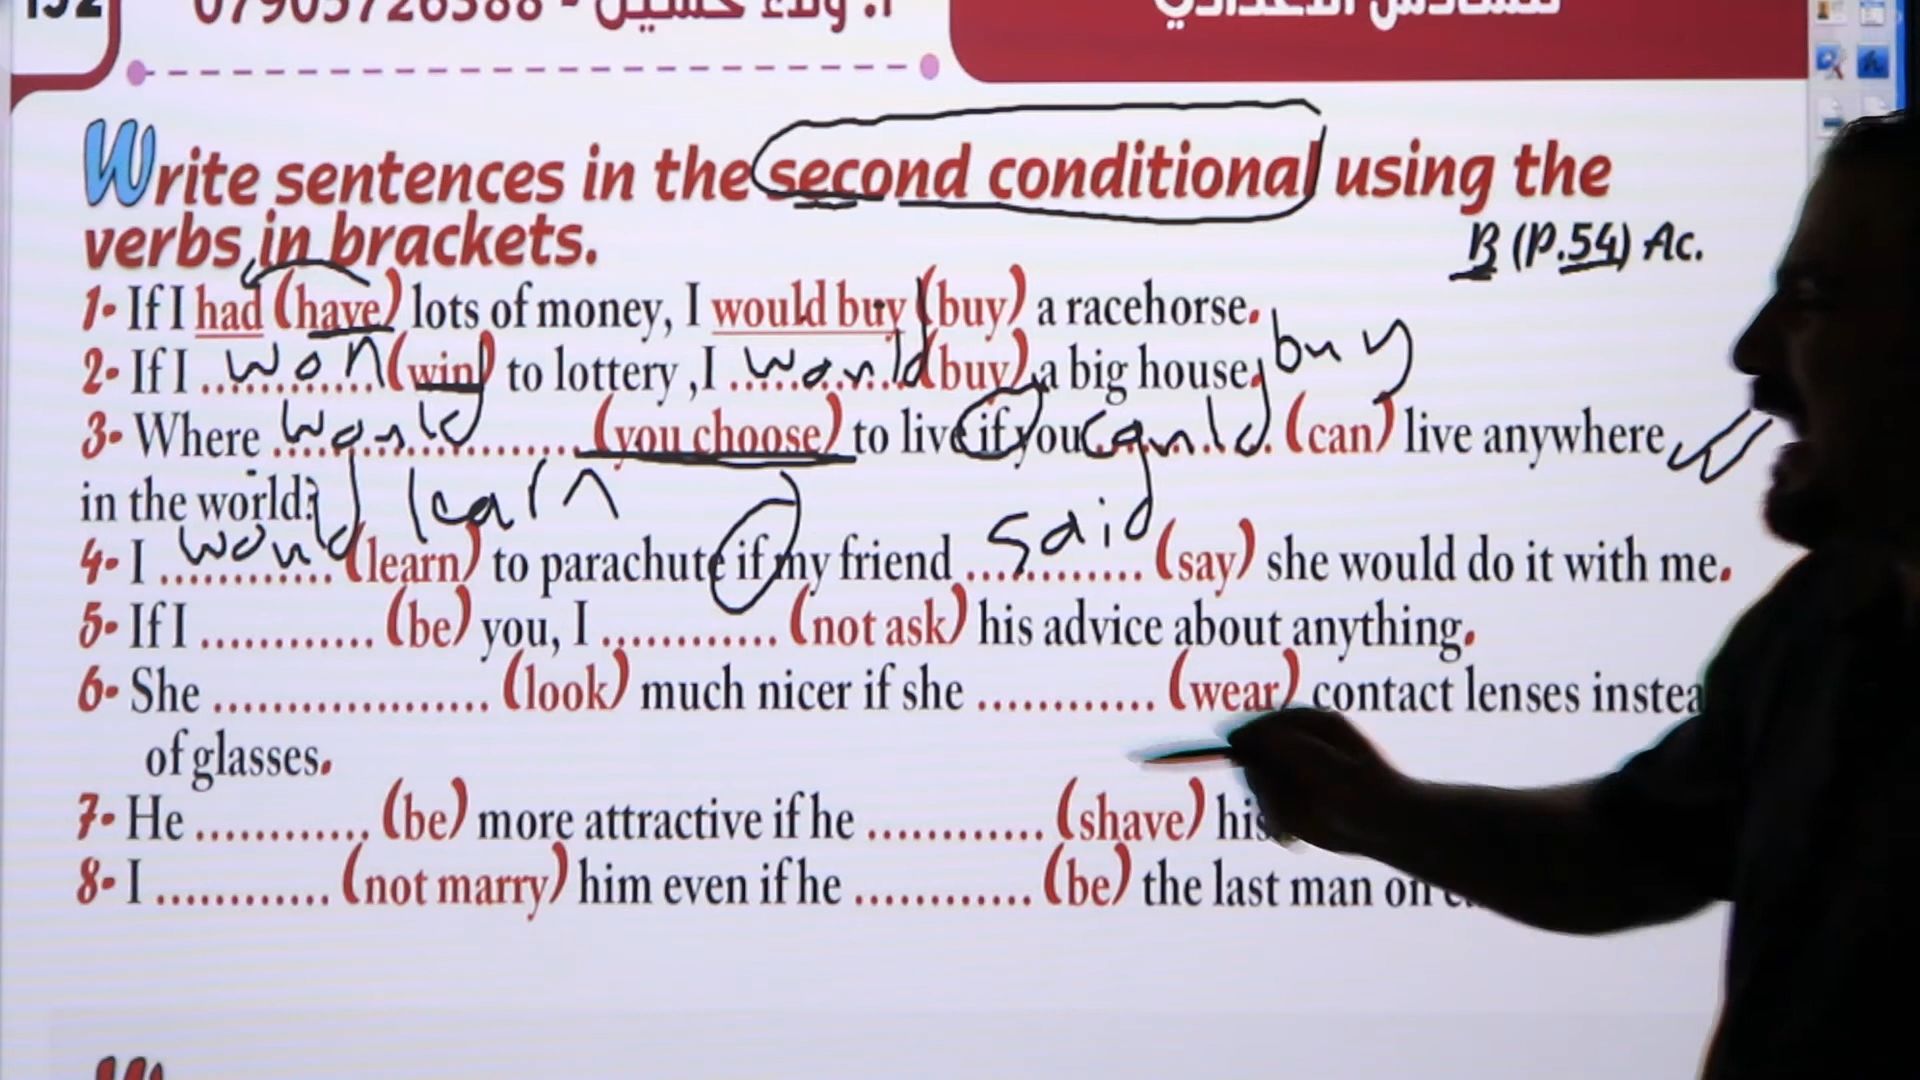 أ. ولاء حسين - 07905726388
للسادس الاعدادي
Write sentences in the second conditional using the
verbs in brackets.
B (P.54) Ac.
1- If I had (have) lots of money, I would buy (buy) a racehorse.
2- If I won (win) to lottery ,I would (buy) a big house. buy
3- Where would (you choose) to live if you could (can) live anywhere
in the world?
4- I would learn (learn) to parachute if my friend said (say) she would do it with me.
5- If I ............ (be) you, I ............ (not ask) his advice about anything.
6- She ................... (look) much nicer if she ............ (wear) contact lenses instea
of glasses.
7- He ............ (be) more attractive if he ............ (shave) his
8- I ............ (not marry) him even if he ............ (be) the last man on